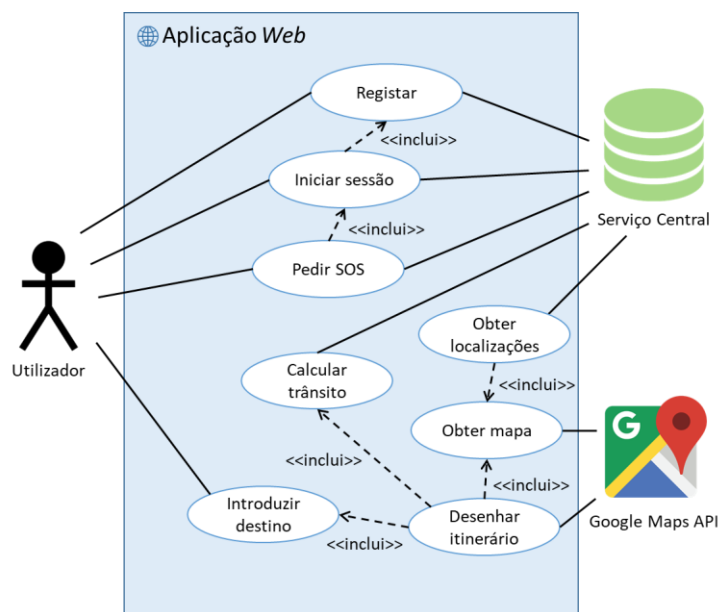 Aplicação Web
Registar
<<inclui>>
Iniciar sessão
<<inclui>>
Pedir SOS
Serviço Central
Utilizador
Obter
localizações
Calcular
trânsito
<<inclui>>
Obter mapa
G
<<inclui>>
<<inclui>>
Introduzir
destino
<<inclui>>
Desenhar
itinerário
Google Maps API